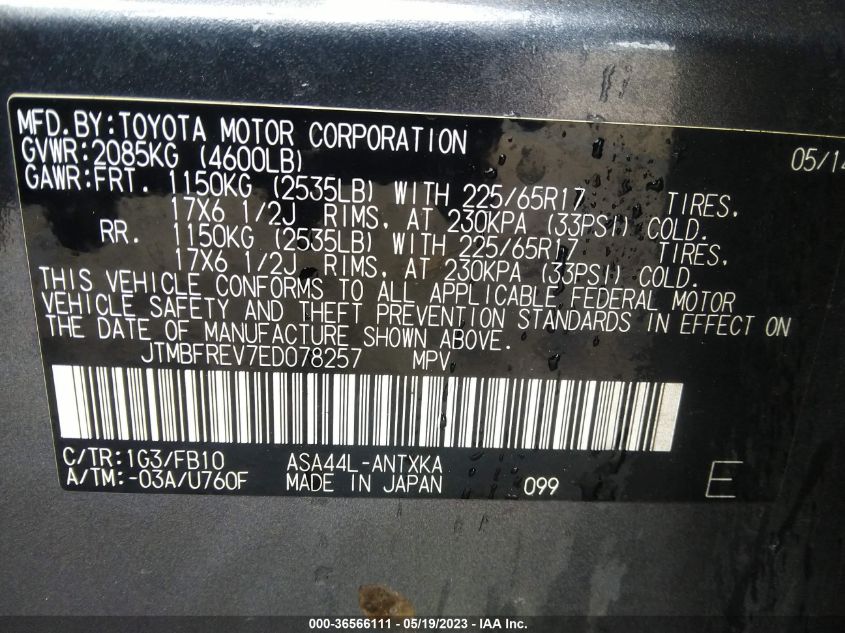 MFD.BY:TOYOTA MOTOR CORPORATION 05/14
GVWR:2085KG (4600LB)
GAWR:FRT. 1150KG (2535LB) WITH 225/65R17 TIRES,
17X6 1/2J RIMS, AT 230KPA (33PSI) COLD.
RR. 1150KG (2535LB) WITH 225/65R17 TIRES,
17X6 1/2J RIMS, AT 230KPA (33PSI) COLD.
THIS VEHICLE CONFORMS TO ALL APPLICABLE FEDERAL MOTOR
VEHICLE SAFETY AND THEFT PREVENTION STANDARDS IN EFFECT ON
THE DATE OF MANUFACTURE SHOWN ABOVE.
JTMBFREV7ED078257 MPV
C/TR:1G3/FB10 ASA44L-ANTXKA
A/TM:-03A/U760F MADE IN JAPAN 099 E
000-36566111 - 05/19/2023 - IAA Inc.